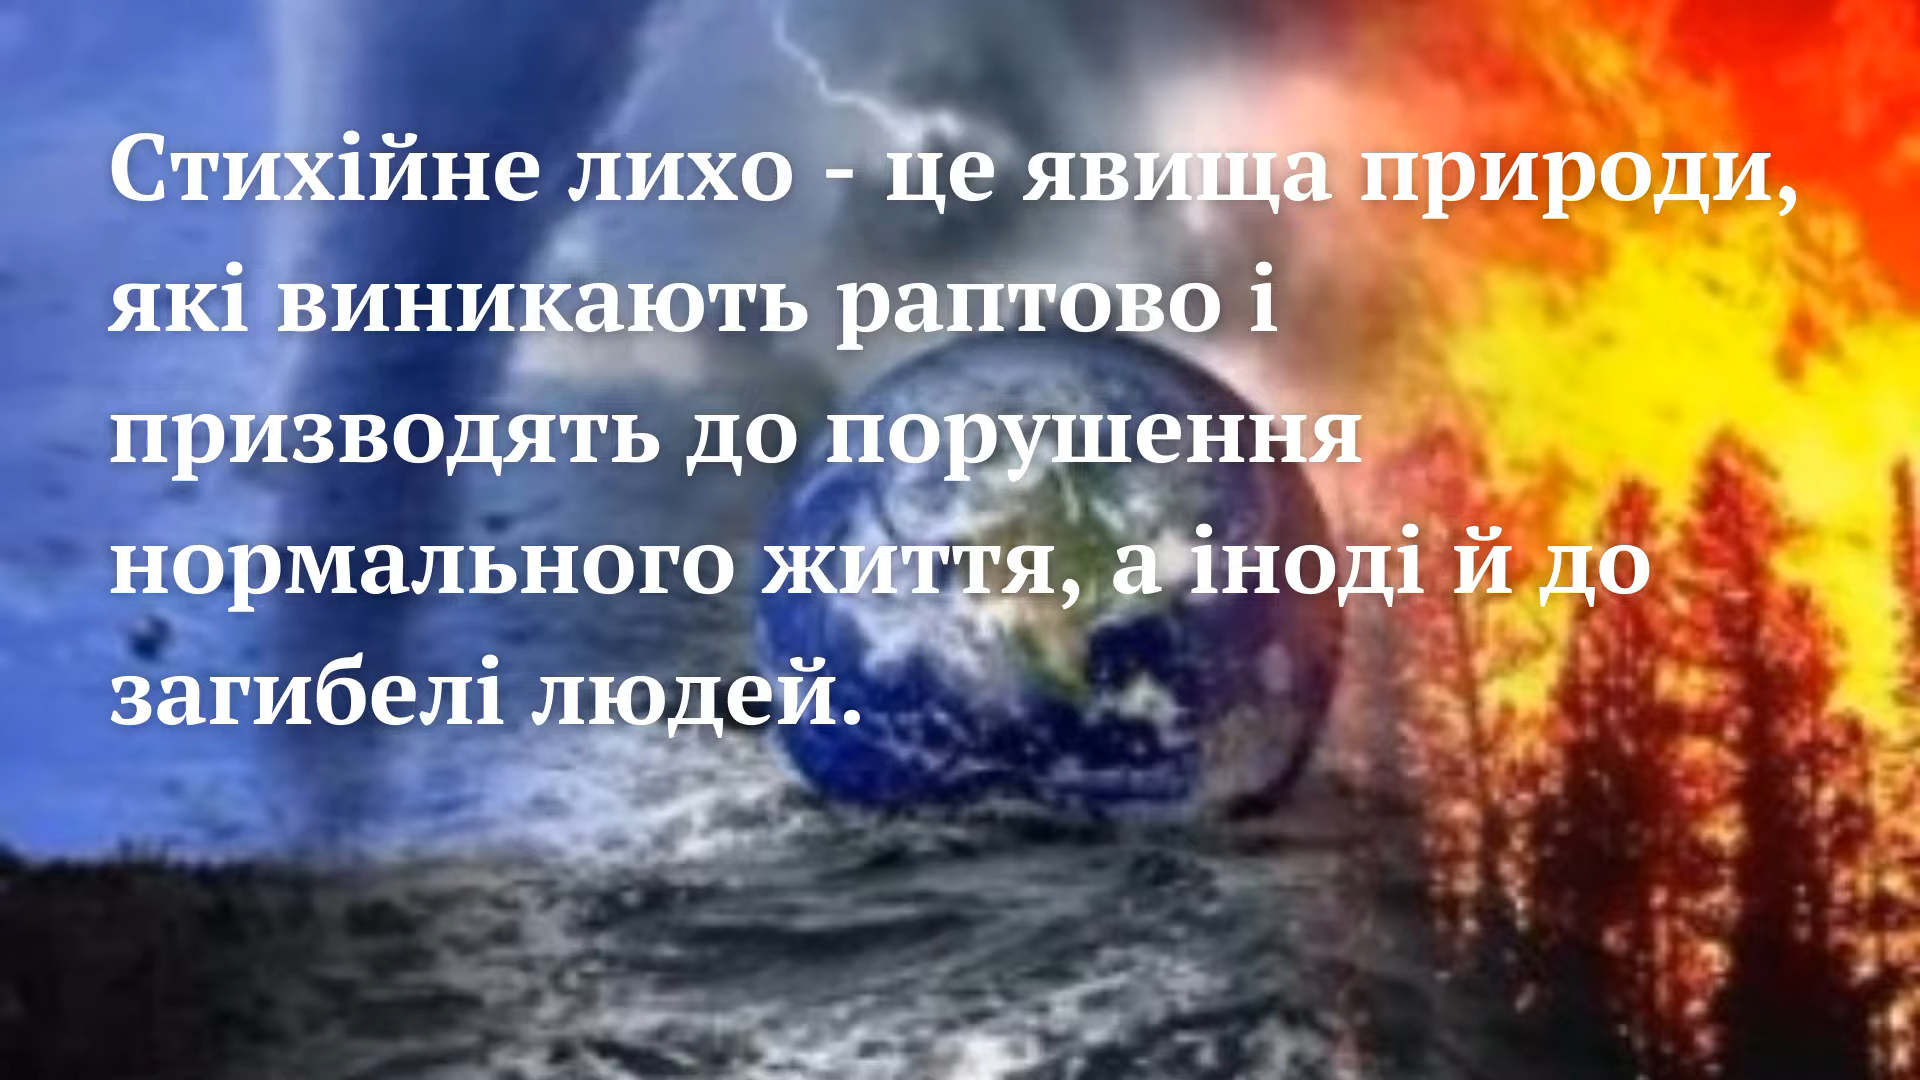 Стихійне лихо - це явища природи,
які виникають раптово і
призводять до порушення
нормального життя, а іноді й до
загибелі людей.